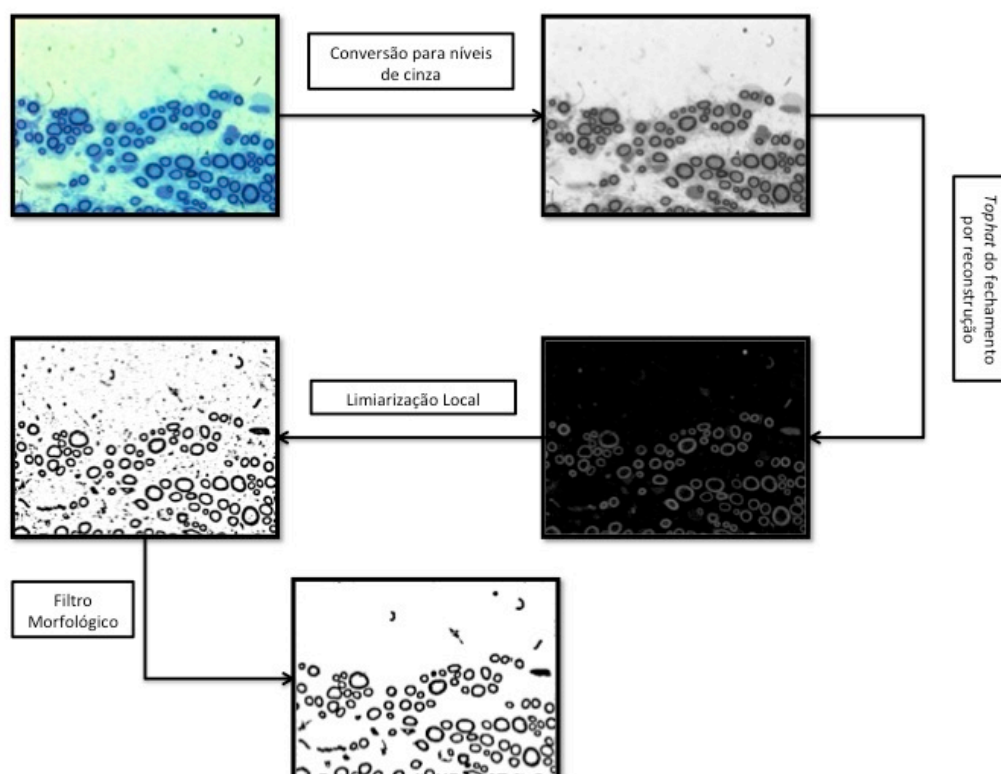 Conversão para níveis
de cinza
Tophat do fechamento
por reconstrução
Limiarização Local
Filtro
Morfológico